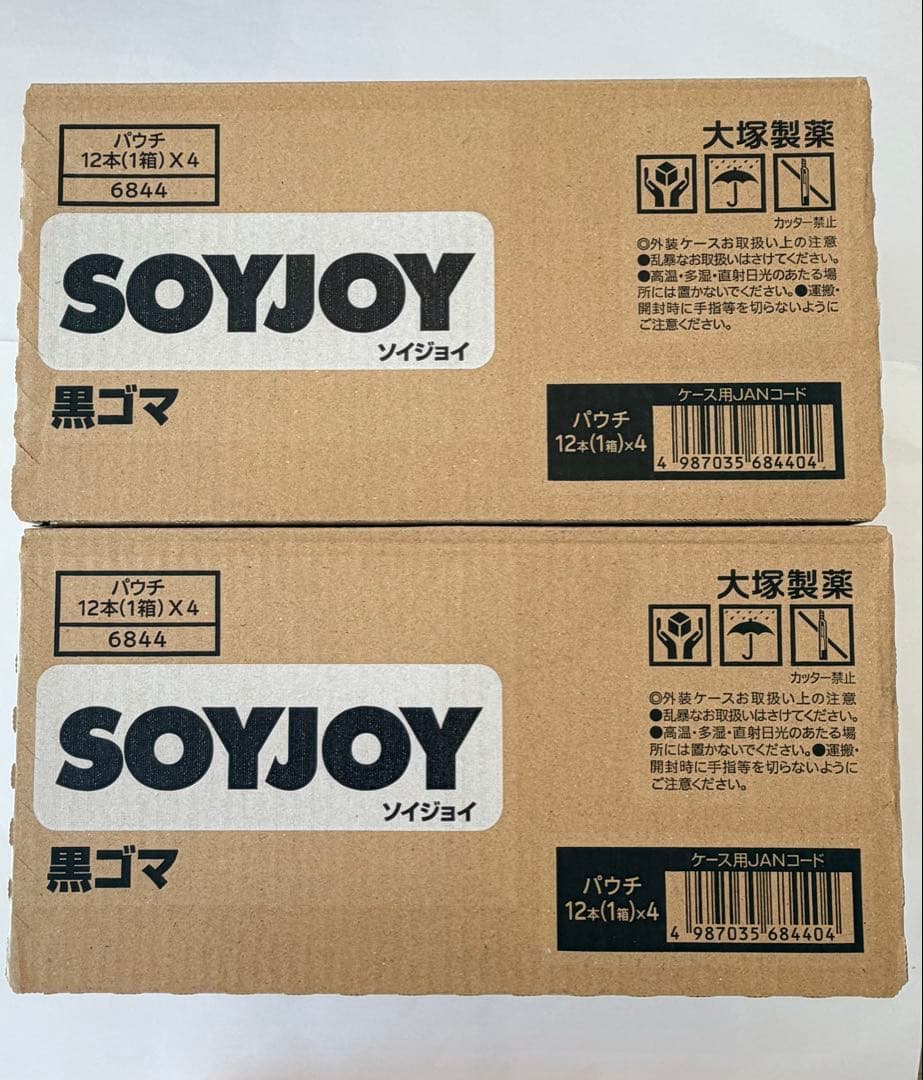 パウチ
12本(1箱)X4
6844
SOYJOY
ソイジョイ
黒ゴマ
大塚製薬
カッター禁止
◎外装ケースお取扱い上の注意
●乱暴なお取扱いはさけてください。
●高温・多湿・直射日光のあたる場
所には置かないでください。●運搬・
開封時に手指等を切らないように
ご注意ください。
ケース用JANコード
パウチ
12本(1箱)×4
4 987035 684404
パウチ
12本(1箱)X4
6844
SOYJOY
ソイジョイ
黒ゴマ
大塚製薬
カッター禁止
◎外装ケースお取扱い上の注意
●乱暴なお取扱いはさけてください。
●高温・多湿・直射日光のあたる場
所には置かないでください。●運搬・
開封時に手指等を切らないように
ご注意ください。
ケース用JANコード
パウチ
12本(1箱)×4
4 987035 684404